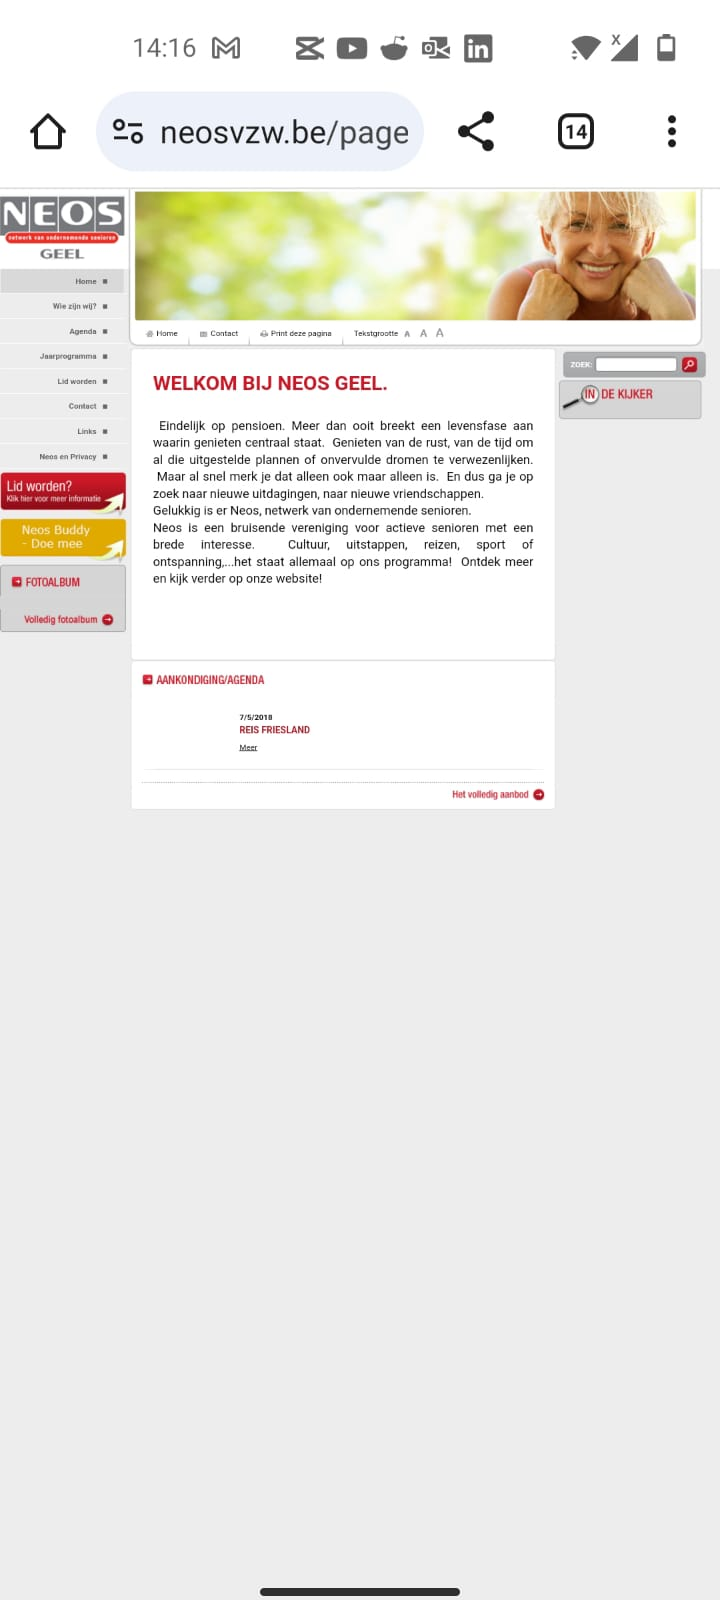 14:16
neosvzw.be/page
14
NEOS
netwerk van ondernemende senioren
GEEL
Home
Wie zijn wij?
Agenda
Jaarprogramma
Lid worden
Contact
Links
Neos en Privacy
Lid worden?
Klik hier voor meer informatie
Neos Buddy
- Doe mee
FOTOALBUM
Volledig fotoalbum
Home Contact Print deze pagina Tekstgrootte A A A
WELKOM BIJ NEOS GEEL.
Eindelijk op pensioen. Meer dan ooit breekt een levensfase aan
waarin genieten centraal staat. Genieten van de rust, van de tijd om
al die uitgestelde plannen of onvervulde dromen te verwezenlijken.
Maar al snel merk je dat alleen ook maar alleen is. En dus ga je op
zoek naar nieuwe uitdagingen, naar nieuwe vriendschappen.
Gelukkig is er Neos, netwerk van ondernemende senioren.
Neos is een bruisende vereniging voor actieve senioren met een
brede interesse. Cultuur, uitstappen, reizen, sport of
ontspanning,...het staat allemaal op ons programma! Ontdek meer
en kijk verder op onze website!
AANKONDIGING/AGENDA
7/5/2018
REIS FRIESLAND
Meer
Het volledig aanbod
ZOEK:
IN DE KIJKER